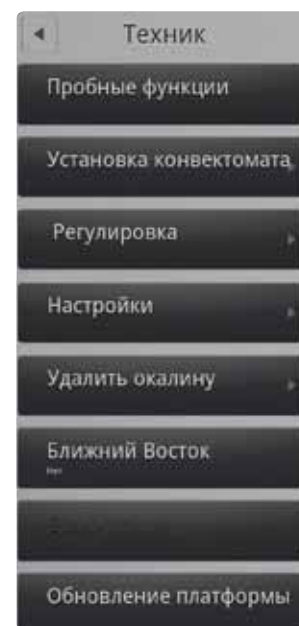 Техник
Пробные функции
Установка конвектомата
Регулировка
Настройки
Удалить окалину
Ближний Восток
Обновление платформы